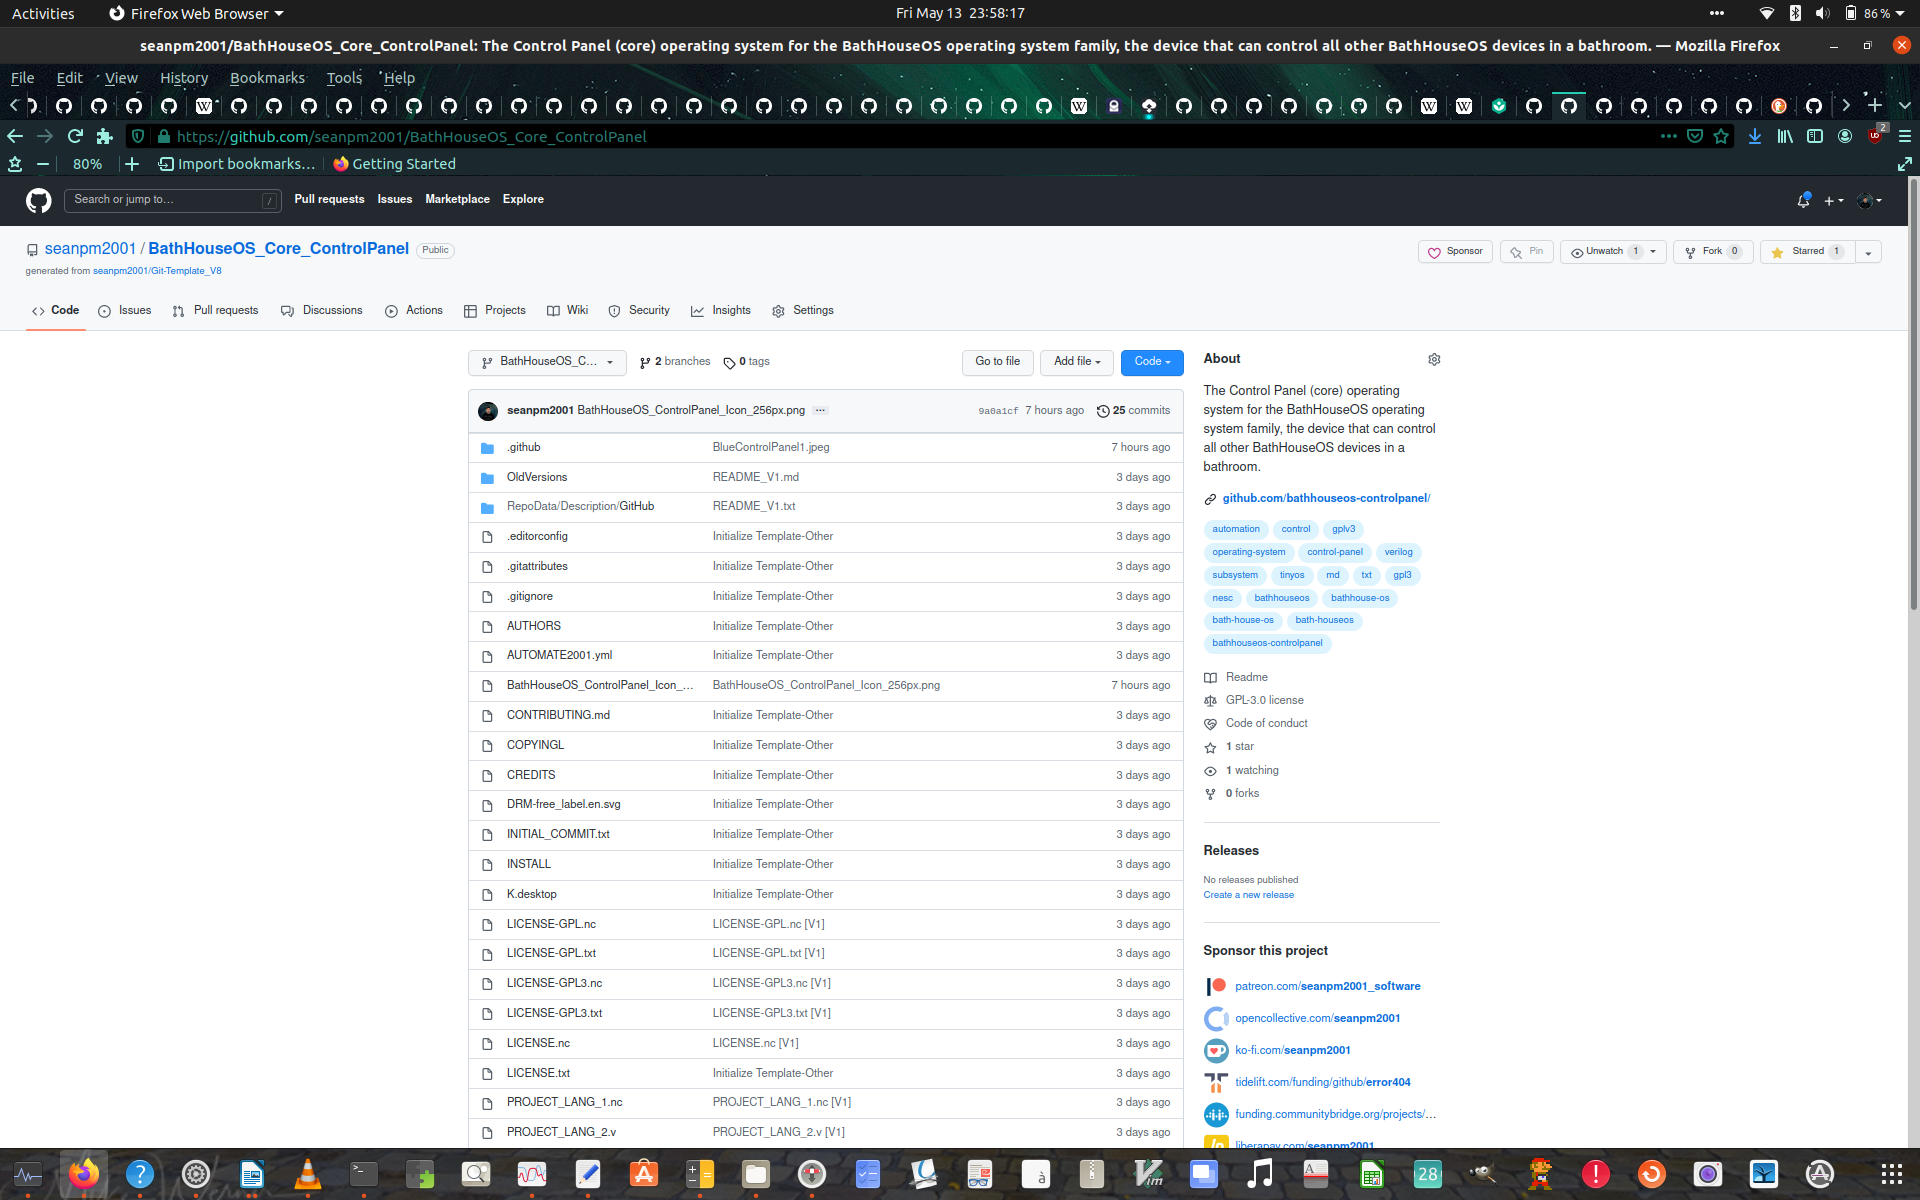 Activities Firefox Web Browser Fri May 13 23:58:17 86 %
seanpm2001/BathHouseOS_Core_ControlPanel: The Control Panel (core) operating system for the BathHouseOS operating system family, the device that can control all other BathHouseOS devices in a bathroom. — Mozilla Firefox
File Edit View History Bookmarks Tools Help
https://github.com/seanpm2001/BathHouseOS_Core_ControlPanel 2
80% Import bookmarks… Getting Started
Search or jump to… / Pull requests Issues Marketplace Explore
seanpm2001 / BathHouseOS_Core_ControlPanel Public Sponsor Pin Unwatch 1 Fork 0 Starred 1
generated from seanpm2001/Git-Template_V8
Code Issues Pull requests Discussions Actions Projects Wiki Security Insights Settings
BathHouseOS_C... 2 branches 0 tags Go to file Add file Code
seanpm2001 BathHouseOS_ControlPanel_Icon_256px.png ... 9a0a1cf 7 hours ago 25 commits
.github BlueControlPanel1.jpeg 7 hours ago
OldVersions README_V1.md 3 days ago
RepoData/Description/GitHub README_V1.txt 3 days ago
.editorconfig Initialize Template-Other 3 days ago
.gitattributes Initialize Template-Other 3 days ago
.gitignore Initialize Template-Other 3 days ago
AUTHORS Initialize Template-Other 3 days ago
AUTOMATE2001.yml Initialize Template-Other 3 days ago
BathHouseOS_ControlPanel_Icon_... BathHouseOS_ControlPanel_Icon_256px.png 7 hours ago
CONTRIBUTING.md Initialize Template-Other 3 days ago
COPYINGL Initialize Template-Other 3 days ago
CREDITS Initialize Template-Other 3 days ago
DRM-free_label.en.svg Initialize Template-Other 3 days ago
INITIAL_COMMIT.txt Initialize Template-Other 3 days ago
INSTALL Initialize Template-Other 3 days ago
K.desktop Initialize Template-Other 3 days ago
LICENSE-GPL.nc LICENSE-GPL.nc [V1] 3 days ago
LICENSE-GPL.txt LICENSE-GPL.txt [V1] 3 days ago
LICENSE-GPL3.nc LICENSE-GPL3.nc [V1] 3 days ago
LICENSE-GPL3.txt LICENSE-GPL3.txt [V1] 3 days ago
LICENSE.nc LICENSE.nc [V1] 3 days ago
LICENSE.txt Initialize Template-Other 3 days ago
PROJECT_LANG_1.nc PROJECT_LANG_1.nc [V1] 3 days ago
PROJECT_LANG_2.v PROJECT_LANG_2.v [V1] 3 days ago
About
The Control Panel (core) operating
system for the BathHouseOS operating
system family, the device that can control
all other BathHouseOS devices in a
bathroom.
github.com/bathhouseos-controlpanel/
automation control gplv3
operating-system control-panel verilog
subsystem tinyos md txt gpl3
nesc bathhouseos bathhouse-os
bath-house-os bath-houseos
bathhouseos-controlpanel
Readme
GPL-3.0 license
Code of conduct
1 star
1 watching
0 forks
Releases
No releases published
Create a new release
Sponsor this project
patreon.com/seanpm2001_software
opencollective.com/seanpm2001
ko-fi.com/seanpm2001
tidelift.com/funding/github/error404
funding.communitybridge.org/projects/...
liberapay.com/seanpm2001
28